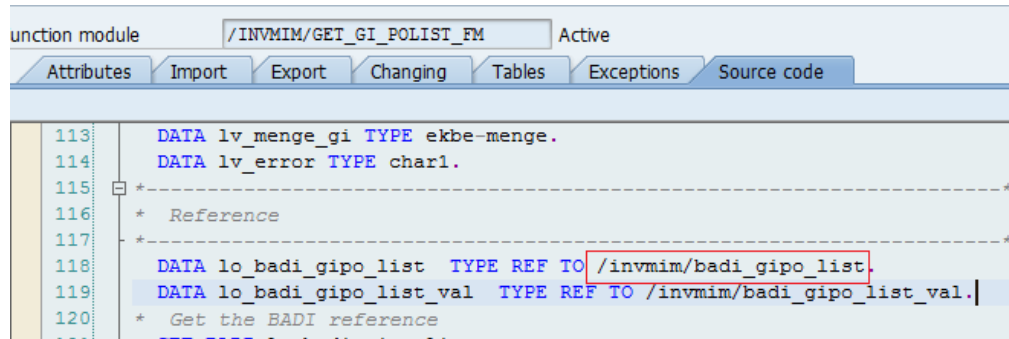 unction module /INVMIM/GET_GI_POLIST_FM Active
Attributes Import Export Changing Tables Exceptions Source code
113 DATA lv_menge_gi TYPE ekbe-menge.
114 DATA lv_error TYPE char1.
115 *----------------------------------------------------------------------*
116 * Reference
117 *----------------------------------------------------------------------*
118 DATA lo_badi_gipo_list TYPE REF TO /invmim/badi_gipo_list.
119 DATA lo_badi_gipo_list_val TYPE REF TO /invmim/badi_gipo_list_val.
120 * Get the BADI reference